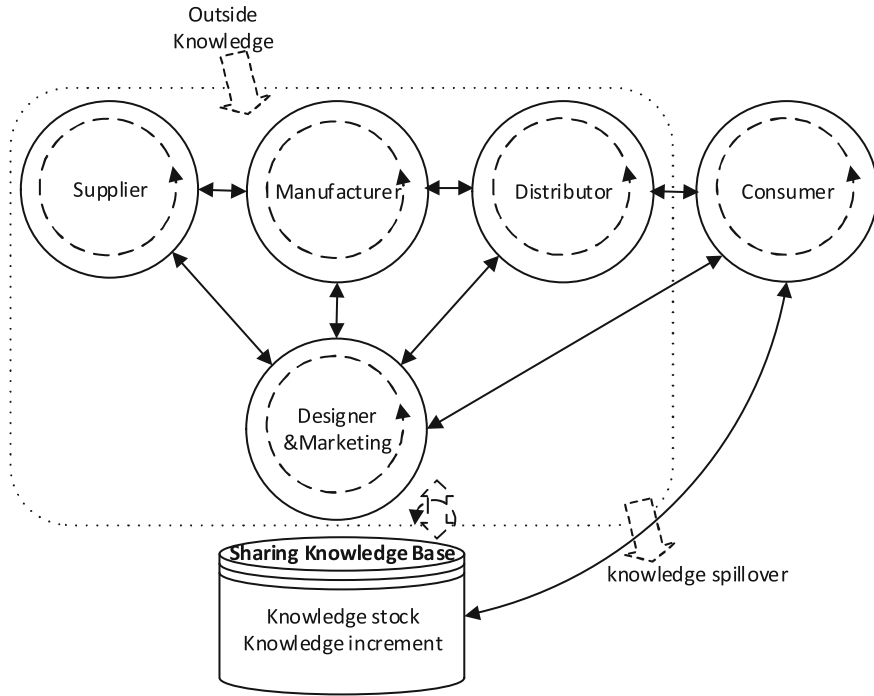 Outside
Knowledge
Supplier
Manufacturer
Distributor
Consumer
Designer
&Marketing
Sharing Knowledge Base
knowledge spillover
Knowledge stock
Knowledge increment